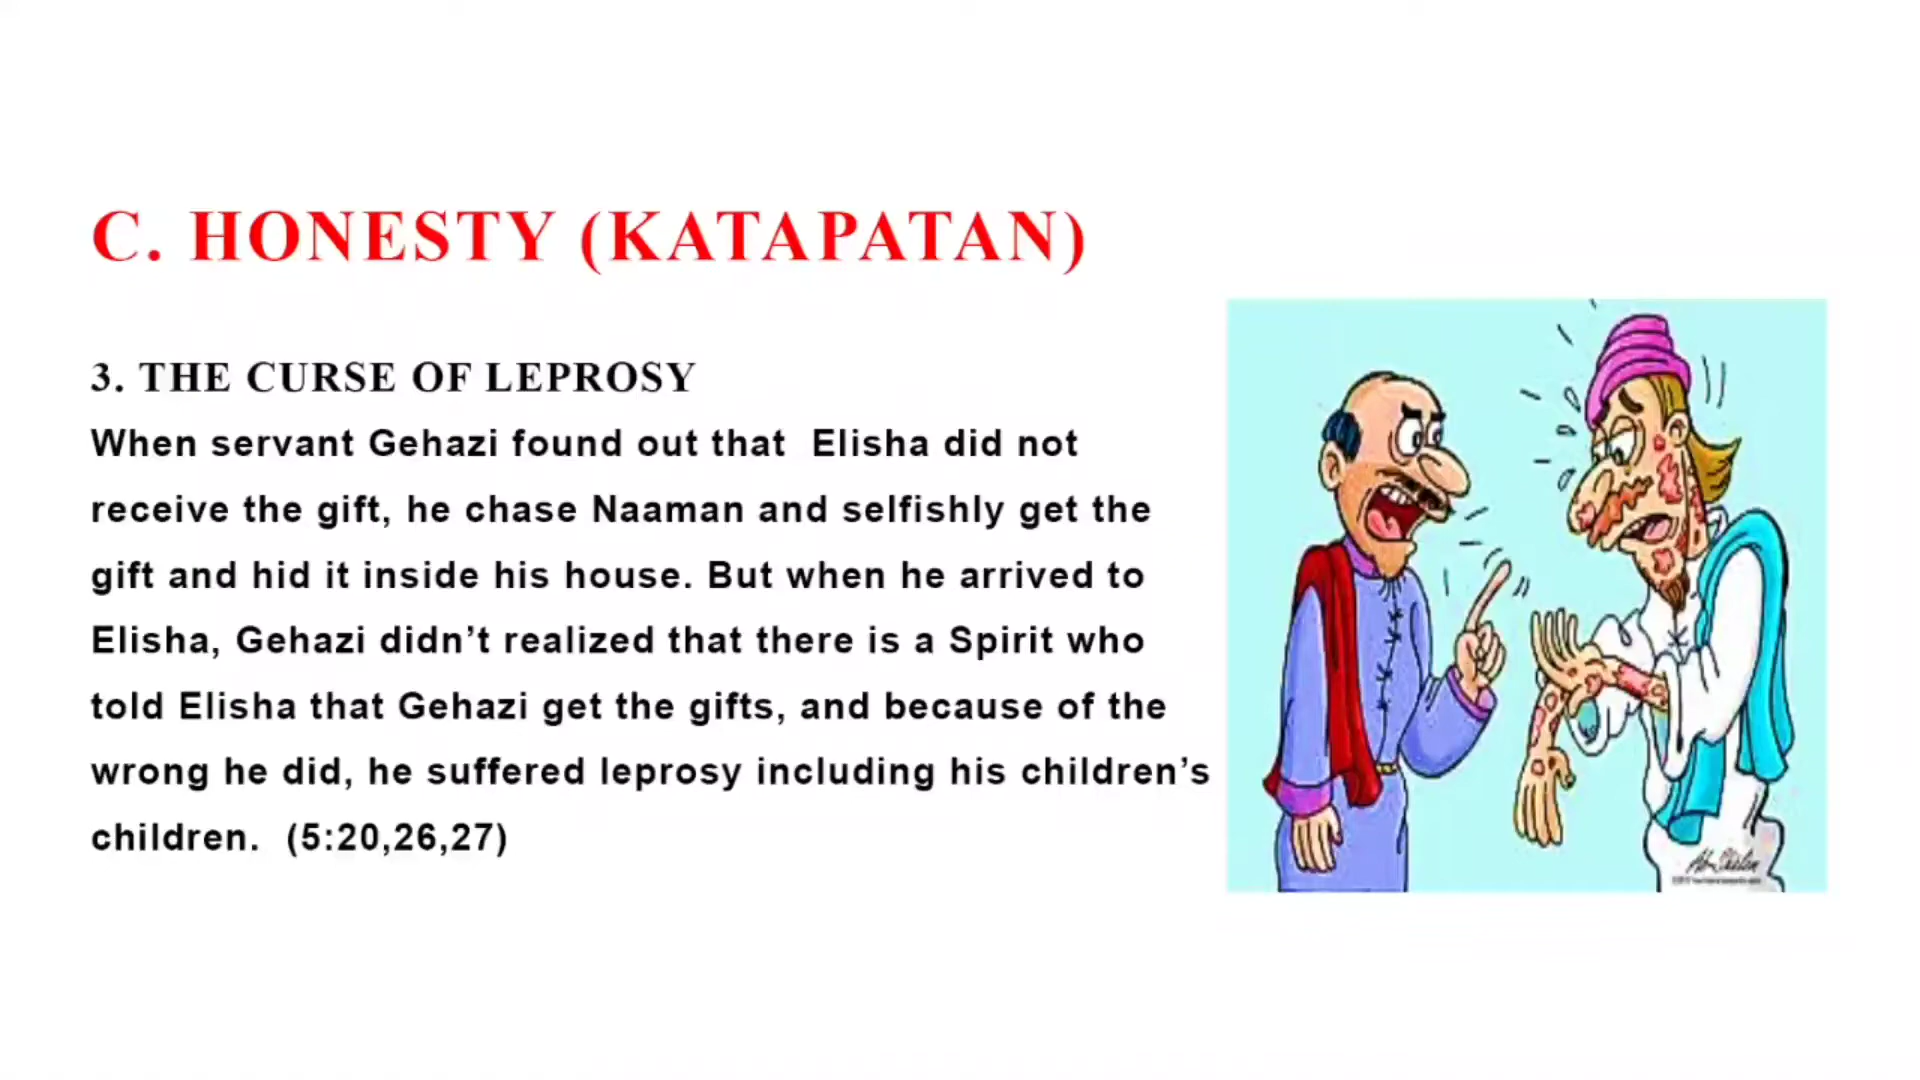 C. HONESTY (KATAPATAN)
3. THE CURSE OF LEPROSY
When servant Gehazi found out that  Elisha did not
receive the gift, he chase Naaman and selfishly get the
gift and hid it inside his house. But when he arrived to
Elisha, Gehazi didn’t realized that there is a Spirit who
told Elisha that Gehazi get the gifts, and because of the
wrong he did, he suffered leprosy including his children’s
children.  (5:20,26,27)